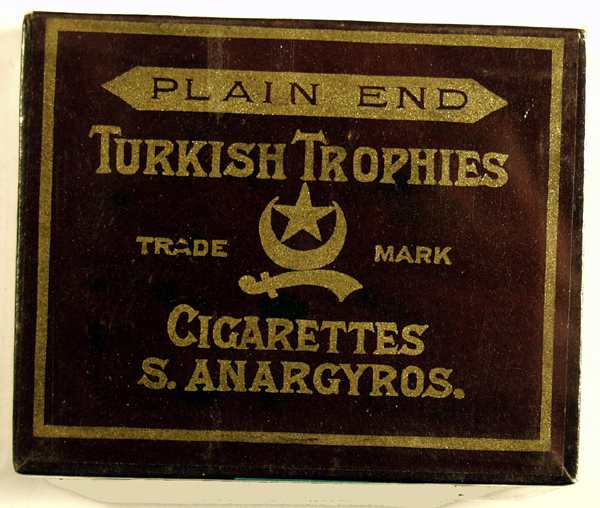 PLAIN END
TURKISH TROPHIES
TRADE MARK
CIGARETTES
S. ANARGYROS.